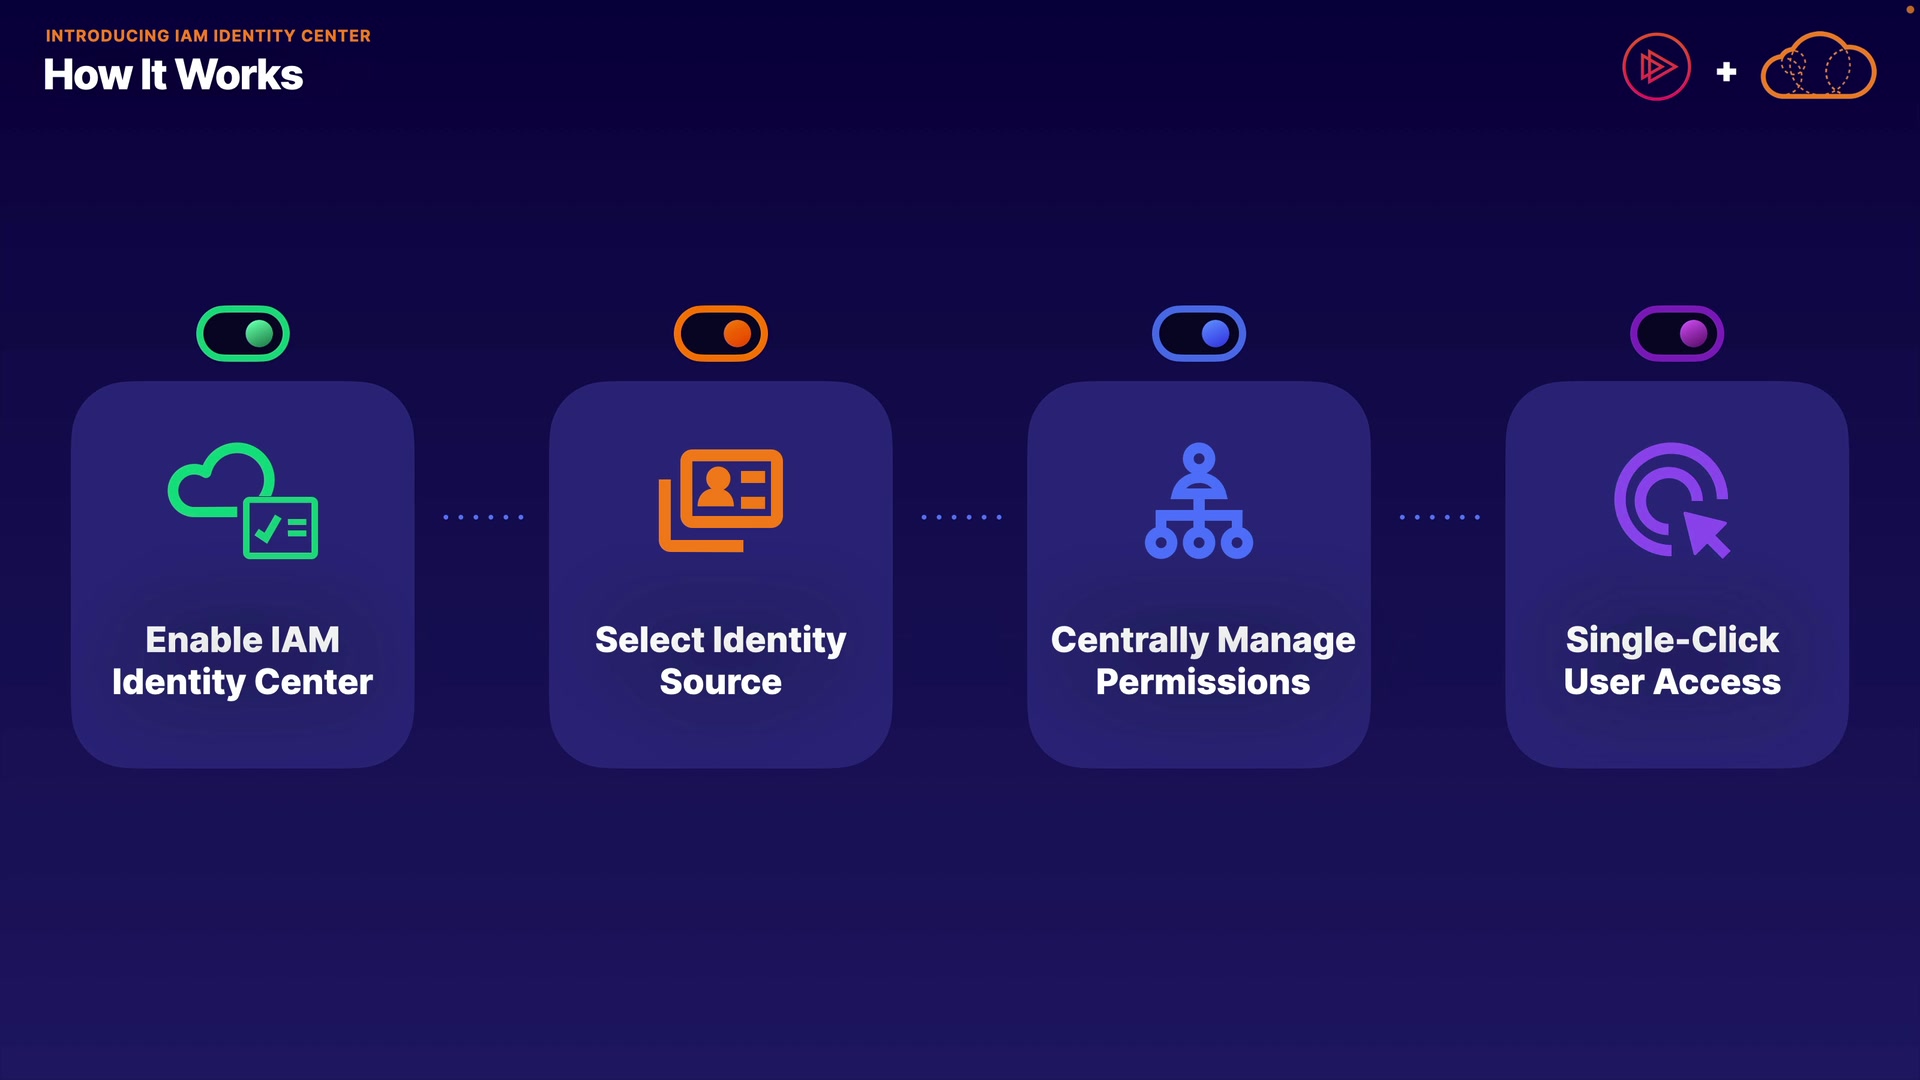 INTRODUCING IAM IDENTITY CENTER
How It Works
Enable IAM
Identity Center
Select Identity
Source
Centrally Manage
Permissions
Single-Click
User Access